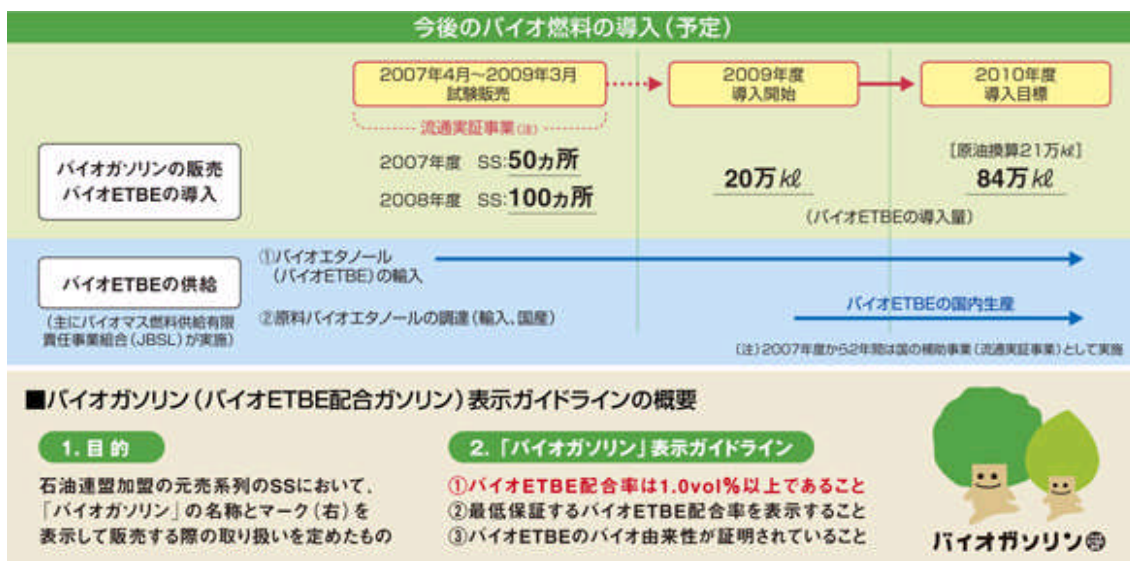 今後のバイオ燃料の導入(予定)
2007年4月〜2009年3月
試験販売
2009年度
導入開始
2010年度
導入目標
流通実証事業(注)
バイオガソリンの販売
バイオETBEの導入
2007年度 SS:50ヵ所
2008年度 SS:100ヵ所
20万㎘
[原油換算21万㎘]
84万㎘
(バイオETBEの導入量)
バイオETBEの供給
(主にバイオマス燃料供給有限
責任事業組合(JBSL)が実施)
①バイオエタノール
(バイオETBE)の輸入
②原料バイオエタノールの調達(輸入、国産)
バイオETBEの国内生産
(注)2007年度から2年間は国の補助事業(流通実証事業)として実施
■バイオガソリン(バイオETBE配合ガソリン)表示ガイドラインの概要
1.目的
石油連盟加盟の元売系列のSSにおいて、
「バイオガソリン」の名称とマーク(右)を
表示して販売する際の取り扱いを定めたもの
2.「バイオガソリン」表示ガイドライン
①バイオETBE配合率は1.0vol%以上であること
②最低保証するバイオETBE配合率を表示すること
③バイオETBEのバイオ由来性が証明されていること
バイオガソリン